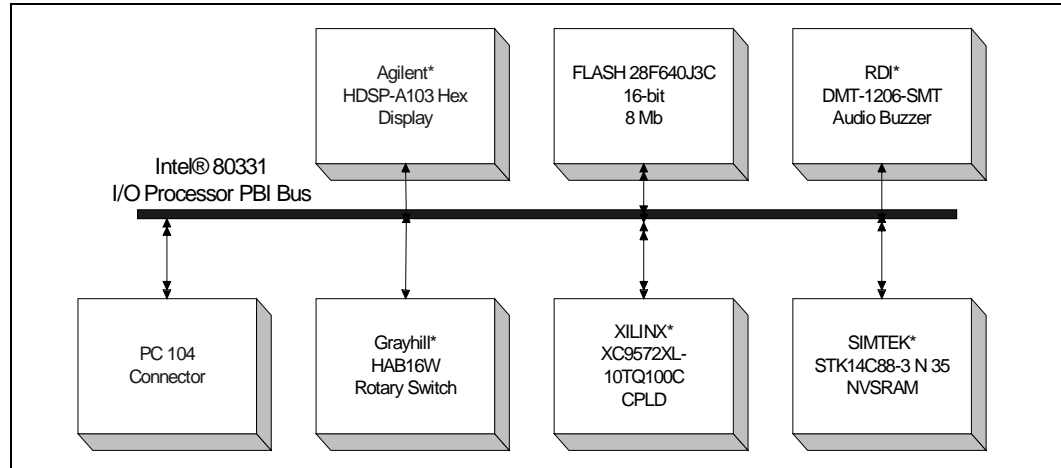 Agilent*
HDSP-A103 Hex
Display
FLASH 28F640J3C
16-bit
8 Mb
RDI*
DMT-1206-SMT
Audio Buzzer
Intel® 80331
I/O Processor PBI Bus
PC 104
Connector
Grayhill*
HAB16W
Rotary Switch
XILINX*
XC9572XL-
10TQ100C
CPLD
SIMTEK*
STK14C88-3 N 35
NVSRAM